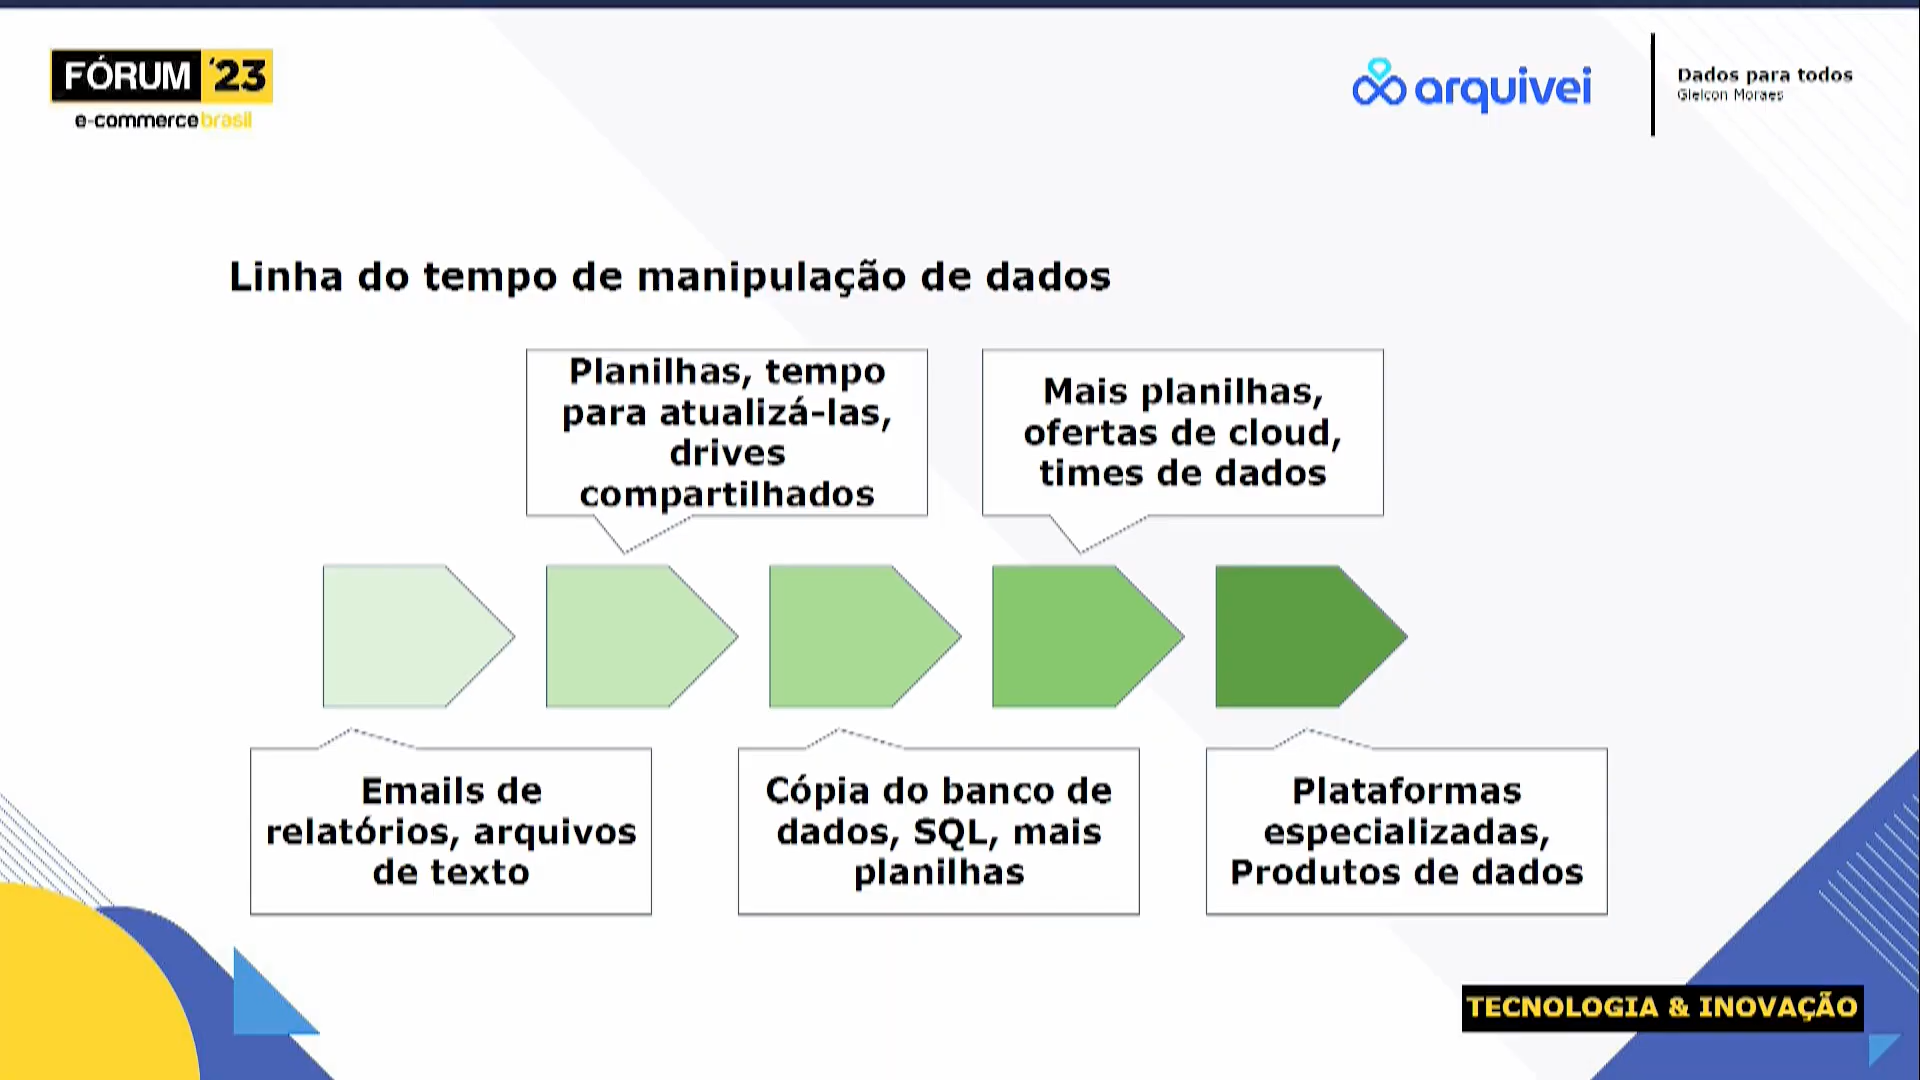 FÓRUM '23
e-commercebrasil
arquivei
Dados para todos
Gleicon Moraes
Linha do tempo de manipulação de dados
Planilhas, tempo
para atualizá-las,
drives
compartilhados
Mais planilhas,
ofertas de cloud,
times de dados
Emails de
relatórios, arquivos
de texto
Cópia do banco de
dados, SQL, mais
planilhas
Plataformas
especializadas,
Produtos de dados
TECNOLOGIA & INOVAÇÃO